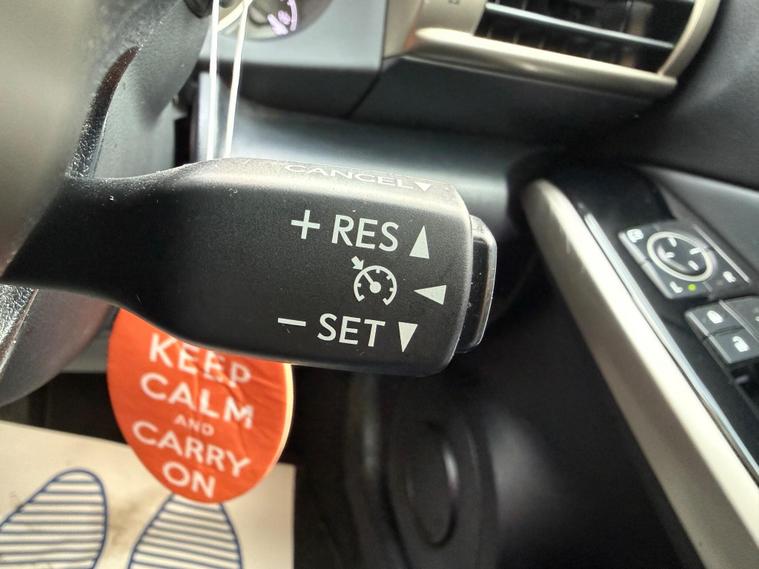 CANCEL
+ RES
− SET
KEEP
CALM
AND
CARRY
ON